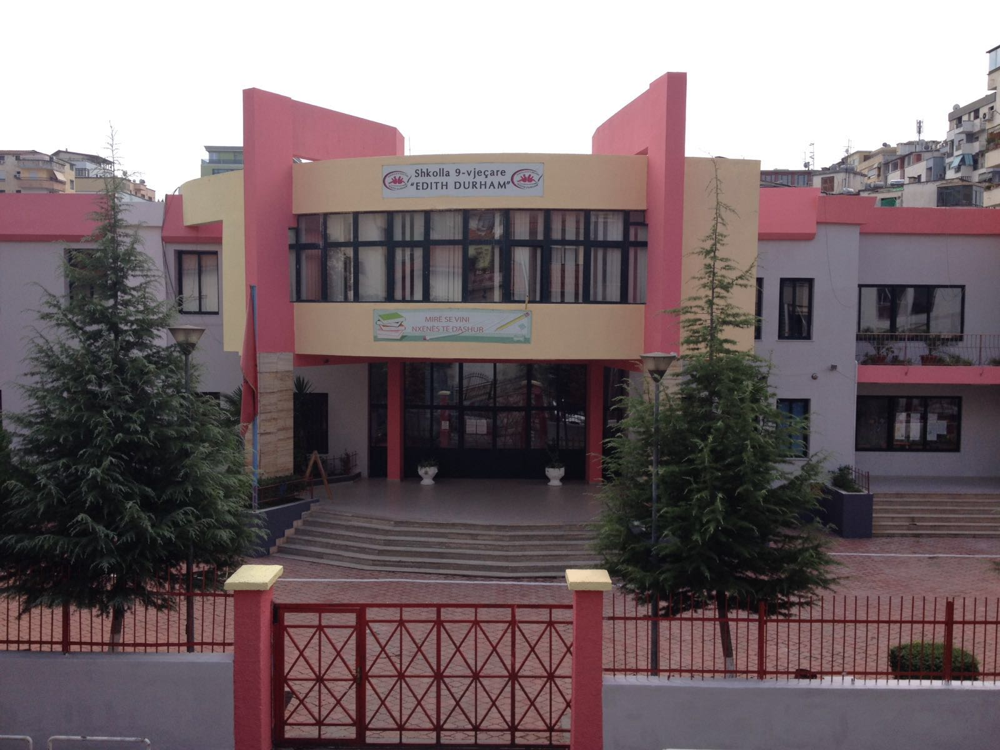 Shkolla 9-vjeçare
"EDITH DURHAM"
MIRË SE VINI
NXËNËS TË DASHUR